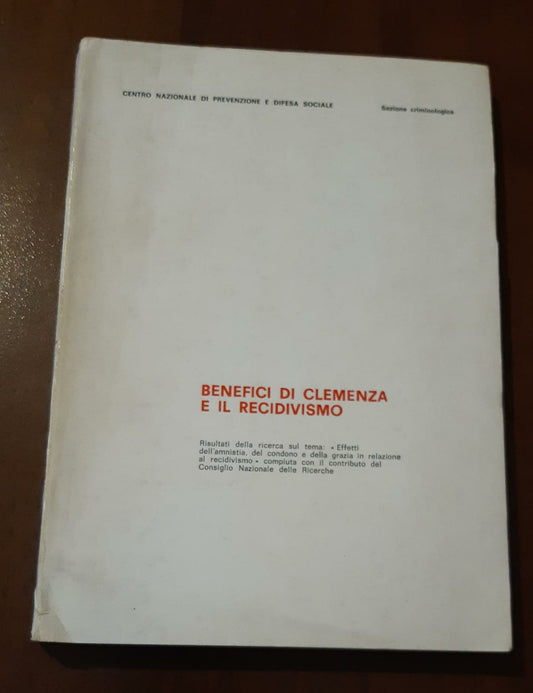 CENTRO NAZIONALE DI PREVENZIONE E DIFESA SOCIALE
Sezione criminologica
BENEFICI DI CLEMENZA
E IL RECIDIVISMO
Risultati della ricerca sul tema: « Effetti
dell'amnistia, del condono e della grazia in relazione
al recidivismo » compiuta con il contributo del
Consiglio Nazionale delle Ricerche